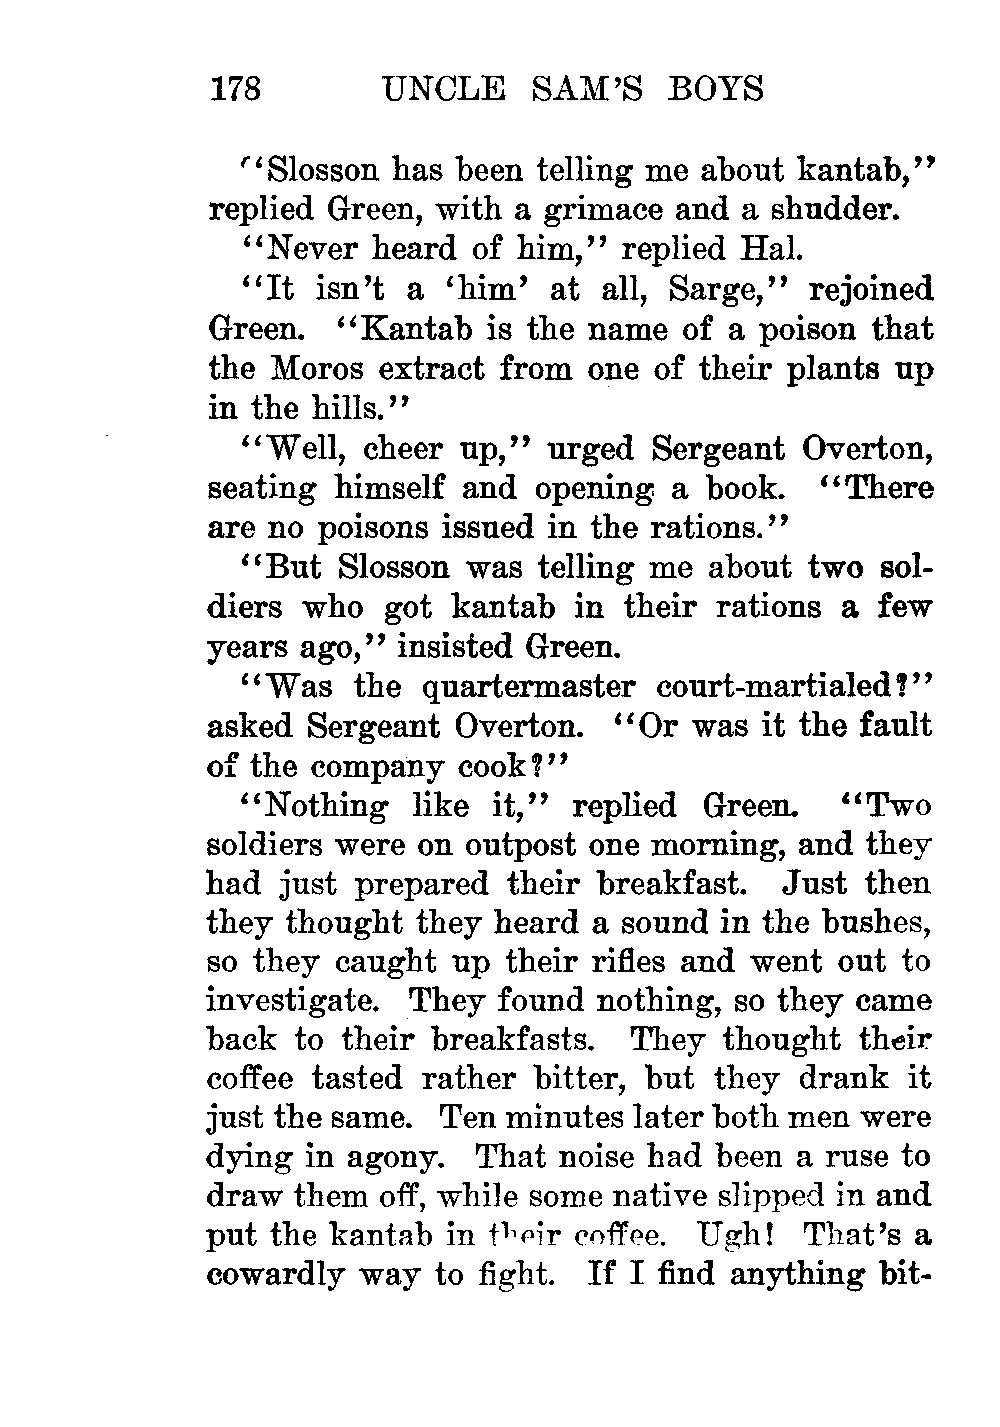 178 UNCLE SAM'S BOYS
"Slosson has been telling me about kantab,"
replied Green, with a grimace and a shudder.
"Never heard of him," replied Hal.
"It isn't a 'him' at all, Sarge," rejoined
Green. "Kantab is the name of a poison that
the Moros extract from one of their plants up
in the hills."
"Well, cheer up," urged Sergeant Overton,
seating himself and opening a book. "There
are no poisons issued in the rations."
"But Slosson was telling me about two sol-
diers who got kantab in their rations a few
years ago," insisted Green.
"Was the quartermaster court-martialed?"
asked Sergeant Overton. "Or was it the fault
of the company cook?"
"Nothing like it," replied Green. "Two
soldiers were on outpost one morning, and they
had just prepared their breakfast. Just then
they thought they heard a sound in the bushes,
so they caught up their rifles and went out to
investigate. They found nothing, so they came
back to their breakfasts. They thought their
coffee tasted rather bitter, but they drank it
just the same. Ten minutes later both men were
dying in agony. That noise had been a ruse to
draw them off, while some native slipped in and
put the kantab in their coffee. Ugh! That's a
cowardly way to fight. If I find anything bit-